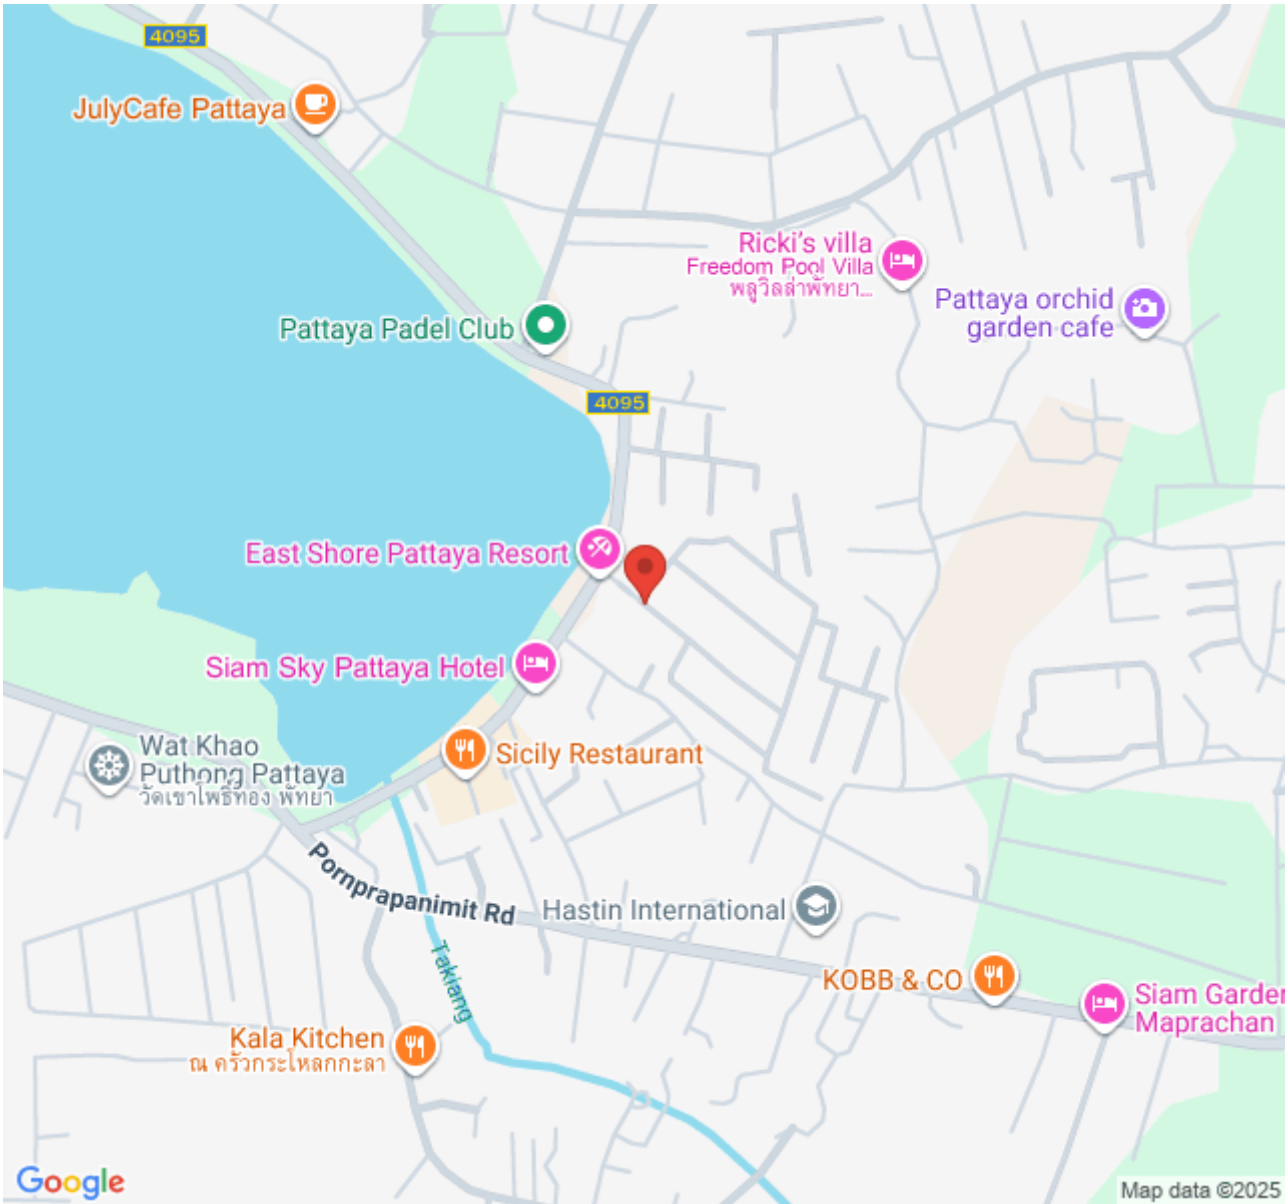 4095
JulyCafe Pattaya
Ricki's villa
Freedom Pool Villa
พลูวิลล่าพัทยา...
Pattaya orchid
garden cafe
Pattaya Padel Club
4095
East Shore Pattaya Resort
Siam Sky Pattaya Hotel
Wat Khao
Puthong Pattaya
วัดเขาโพธิ์ทอง พัทยา
Sicily Restaurant
Pornprapanimit Rd
Hastin International
Takiang
KOBB & CO
Siam Garden
Maprachan
Kala Kitchen
ณ ครัวกระโหลกกะลา
Google
Map data ©2025